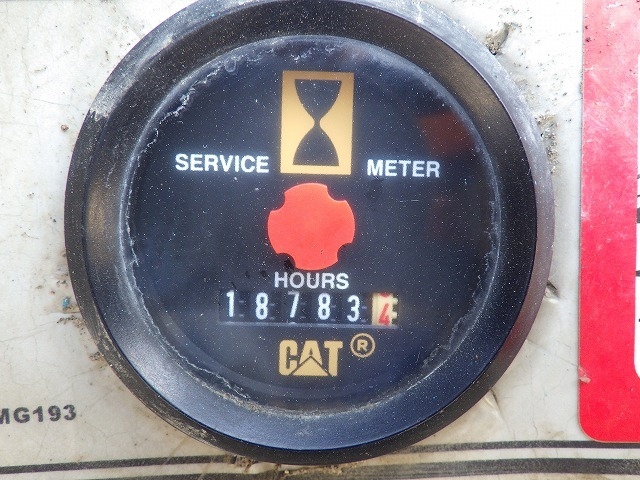 SERVICE METER
HOURS
187834
CAT ®
MG193